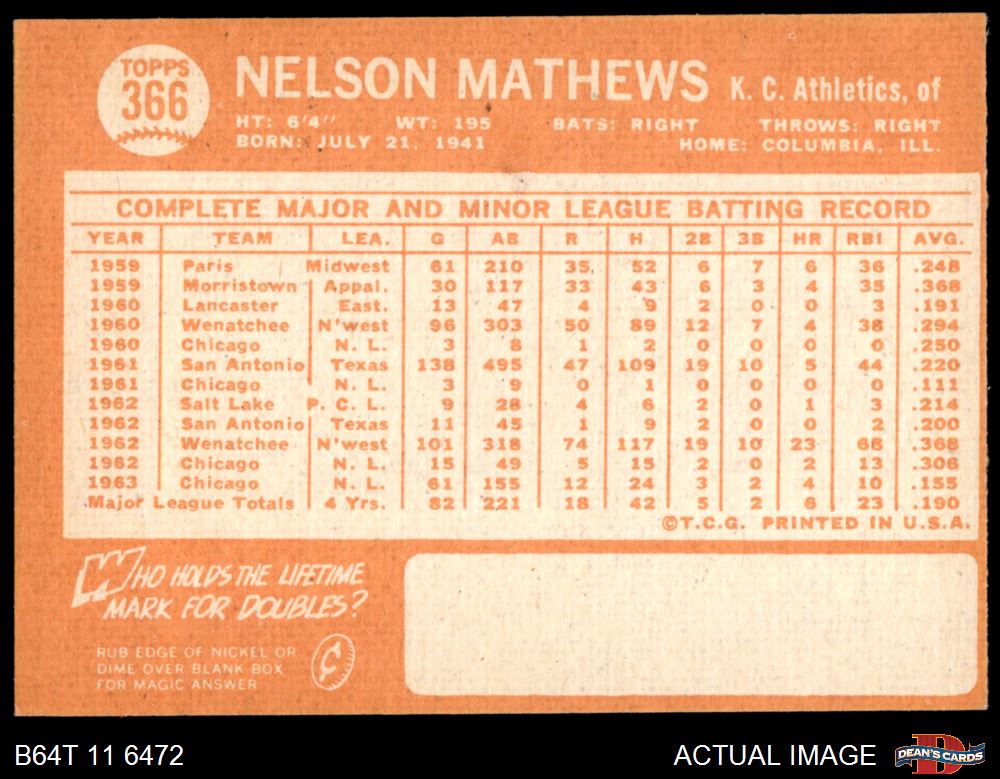 TOPPS
366
NELSON MATHEWS K. C. Athletics, of
HT: 6'4" WT: 195 BATS: RIGHT THROWS: RIGHT
BORN: JULY 21, 1941 HOME: COLUMBIA, ILL.
COMPLETE MAJOR AND MINOR LEAGUE BATTING RECORD
YEAR TEAM LEA. G AB R H 2B 3B HR RBI AVG.
1959 Paris Midwest 61 210 35 52 6 7 6 36 .248
1959 Morristown Appal. 30 117 33 43 6 3 4 35 .368
1960 Lancaster East. 13 47 4 9 2 0 0 3 .191
1960 Wenatchee N'west 96 303 50 89 12 7 4 38 .294
1960 Chicago N. L. 3 8 1 2 0 0 0 0 .250
1961 San Antonio Texas 138 495 47 109 19 10 5 44 .220
1961 Chicago N. L. 3 9 0 1 0 0 0 0 .111
1962 Salt Lake P. C. L. 9 28 4 6 2 0 1 3 .214
1962 San Antonio Texas 11 45 1 9 2 0 0 2 .200
1962 Wenatchee N'west 101 318 74 117 19 10 23 66 .368
1962 Chicago N. L. 15 49 5 15 2 0 2 13 .306
1963 Chicago N. L. 61 155 12 24 3 2 4 10 .155
Major League Totals 4 Yrs. 82 221 18 42 5 2 6 23 .190
©T.C.G. PRINTED IN U.S.A.
WHO HOLDS THE LIFETIME
MARK FOR DOUBLES?
RUB EDGE OF NICKEL OR
DIME OVER BLANK BOX
FOR MAGIC ANSWER
¢
B64T 11 6472 ACTUAL IMAGE D DEAN'S CARDS